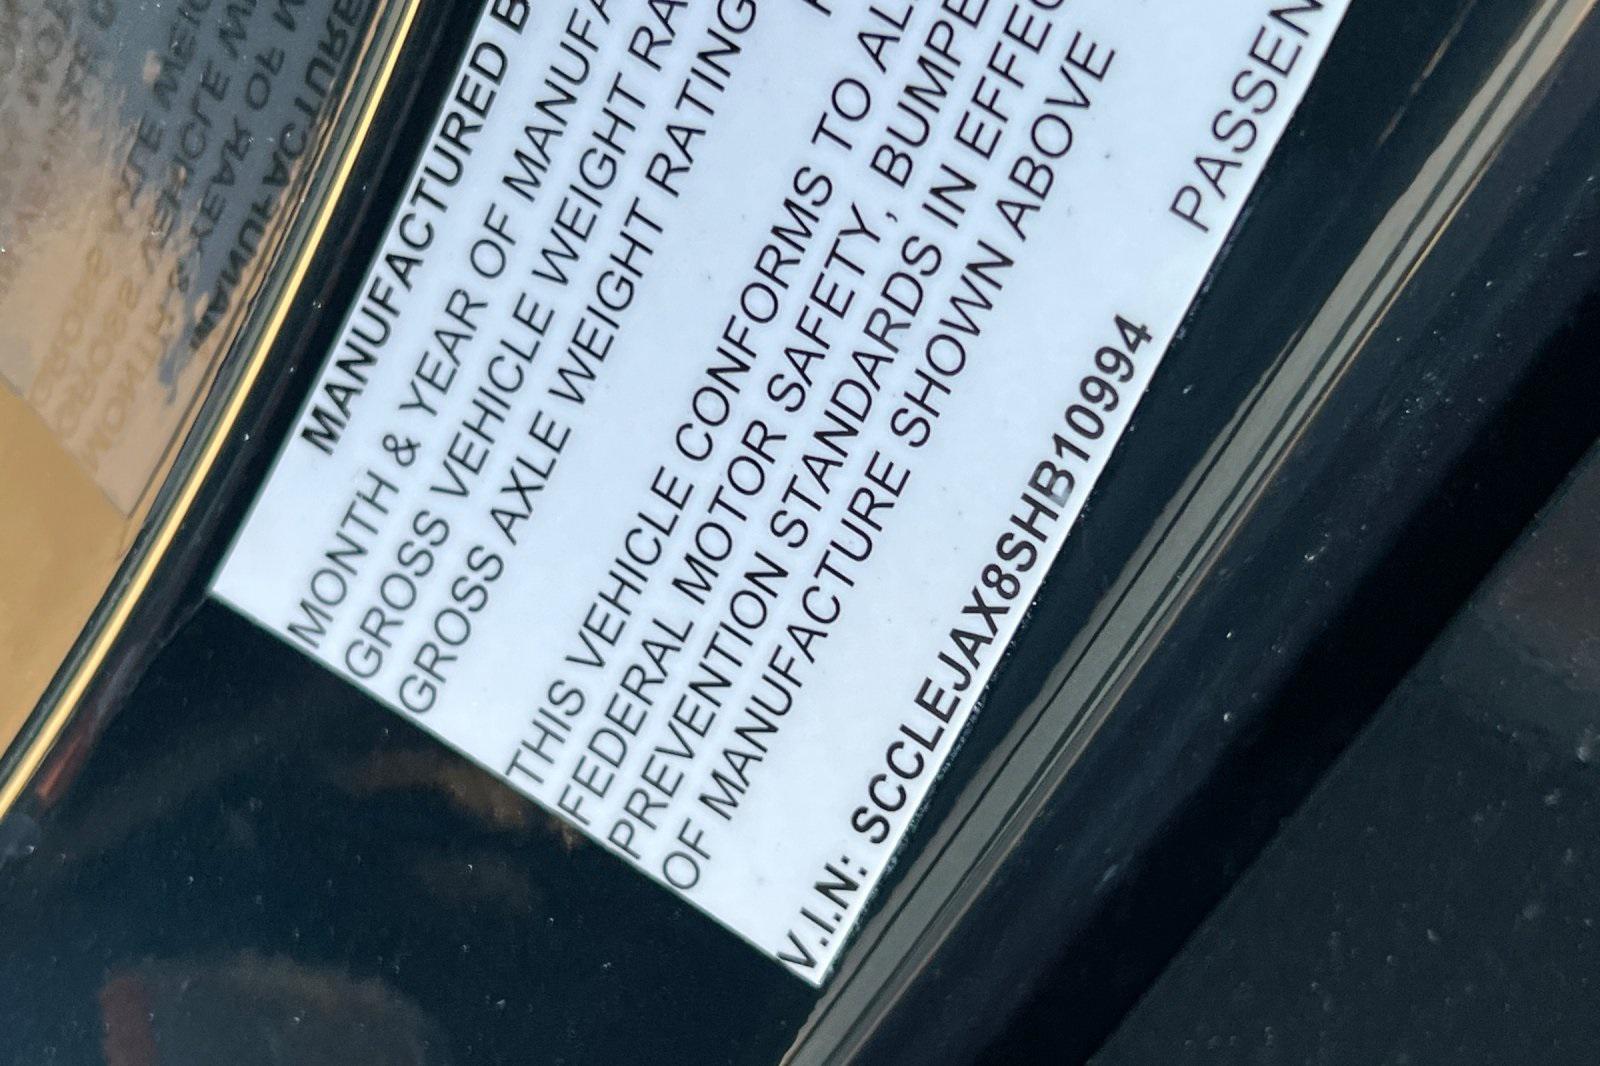 MANUFACTURED B
MONTH & YEAR OF MANUFA
GROSS VEHICLE WEIGHT RA
GROSS AXLE WEIGHT RATING
THIS VEHICLE CONFORMS TO AL
FEDERAL MOTOR SAFETY, BUMPE
PREVENTION STANDARDS IN EFFEC
OF MANUFACTURE SHOWN ABOVE
V.I.N: SCCLEJAX8SHB10994 PASSEN